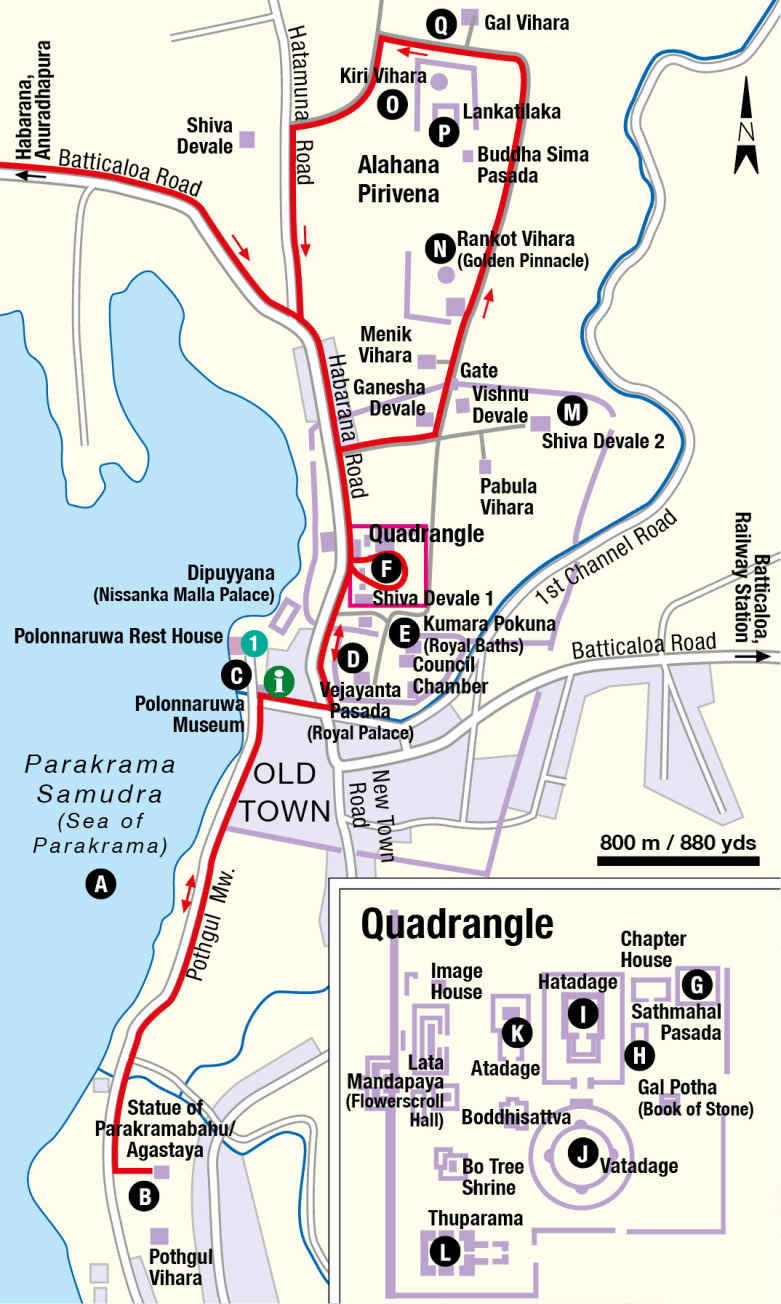 Q
Gal Vihara
Hatamuna
Road
Kiri Vihara
O
Lankatilaka
P
Habarana,
Anuradhapura
Shiva
Devale
Batticaloa Road
Buddha Sima
Pasada
Alahana
Pirivena
N
N
Rankot Vihara
(Golden Pinnacle)
Menik
Vihara
Gate
Ganesha
Devale
Vishnu
Devale
M
Shiva Devale 2
Habarana
Road
Pabula
Vihara
Quadrangle
F
Shiva Devale 1
1st Channel Road
Batticaloa,
Railway Station
Dipuyyana
(Nissanka Malla Palace)
Polonnaruwa Rest House
1
E
Kumara Pokuna
(Royal Baths)
Batticaloa Road
D
Council
Chamber
C
i
Vejayanta
Pasada
(Royal Palace)
Polonnaruwa
Museum
Parakrama
Samudra
(Sea of
Parakrama)
A
OLD
TOWN
New Town
Road
800 m / 880 yds
Pothgul Mw.
Statue of
Parakramabahu/
Agastaya
B
Pothgul
Vihara
Quadrangle
Chapter
House
Image
House
Hatadage
G
I
Sathmahal
Pasada
K
H
Atadage
Lata
Mandapaya
(Flowerscroll
Hall)
Gal Potha
(Book of Stone)
Boddhisattva
J
Vatadage
Bo Tree
Shrine
Thuparama
L